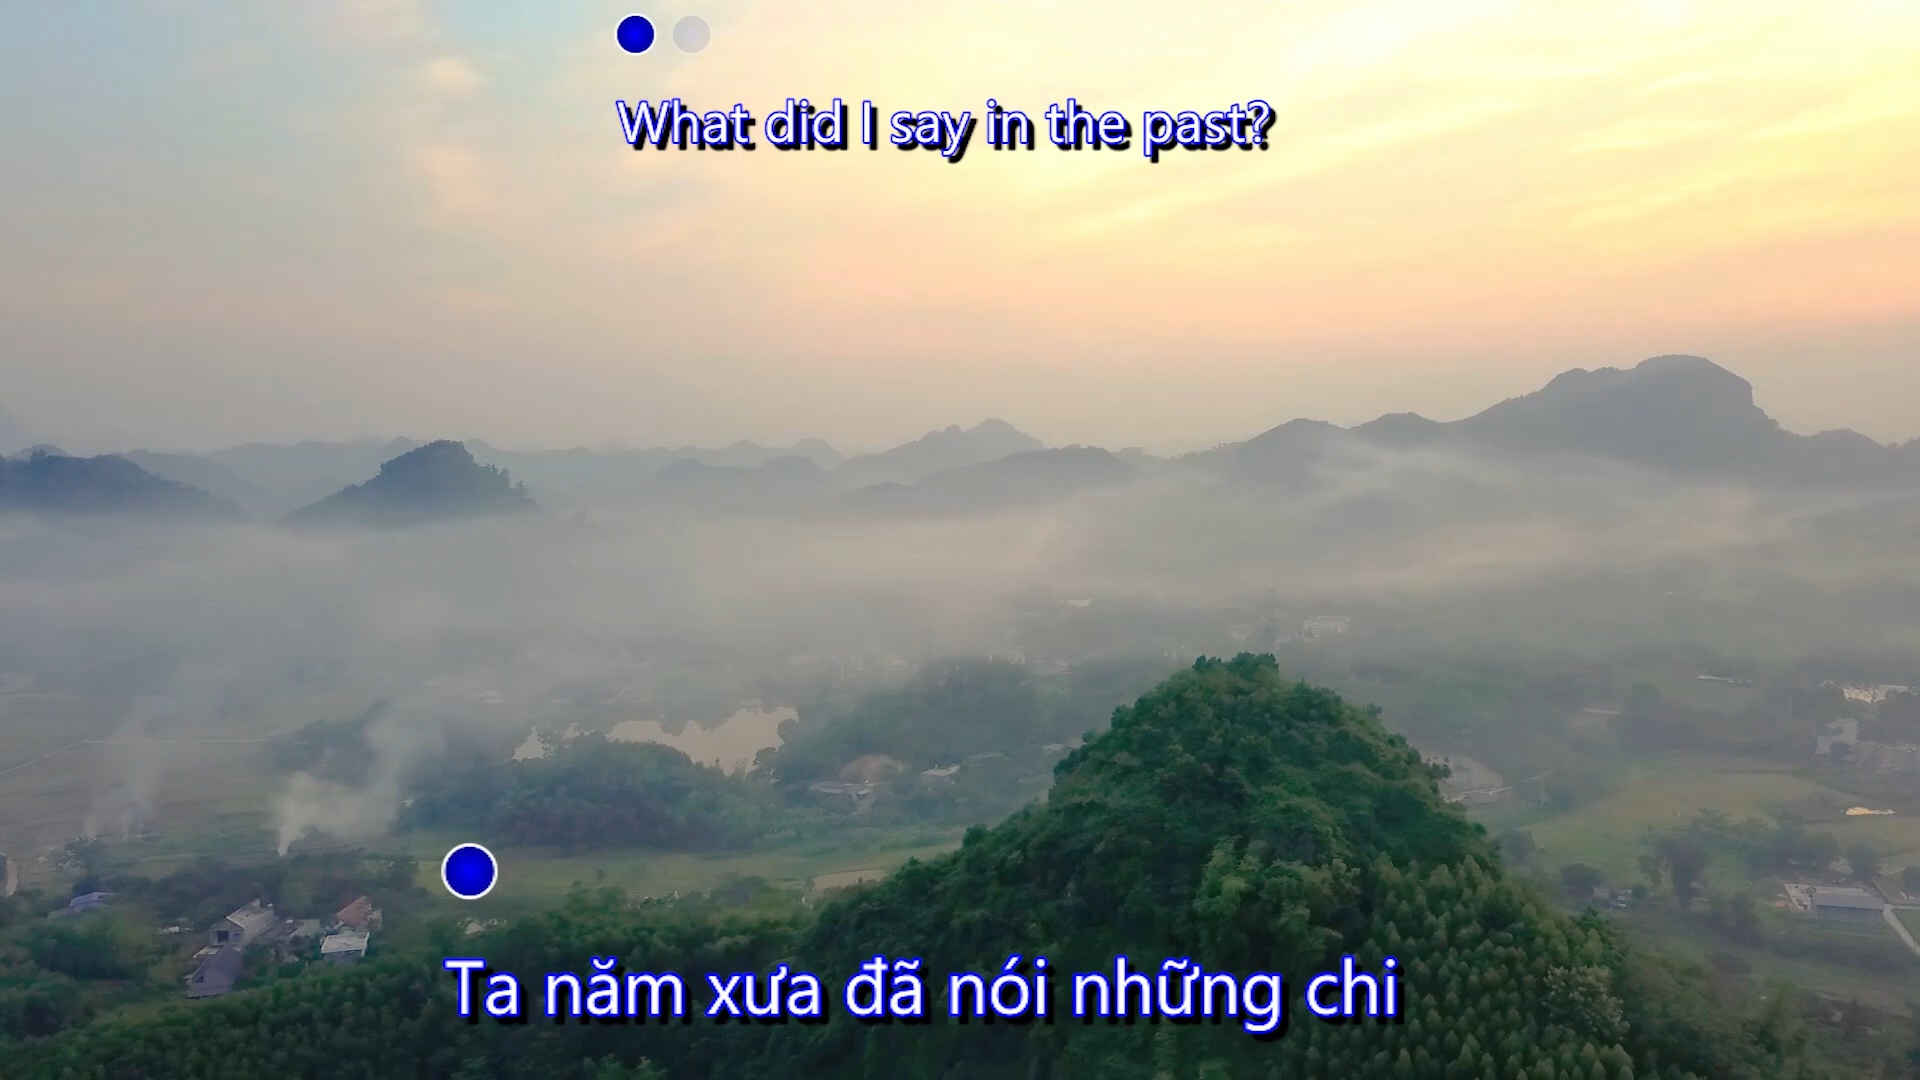 What did I say in the past?
Ta năm xưa đã nói những chi